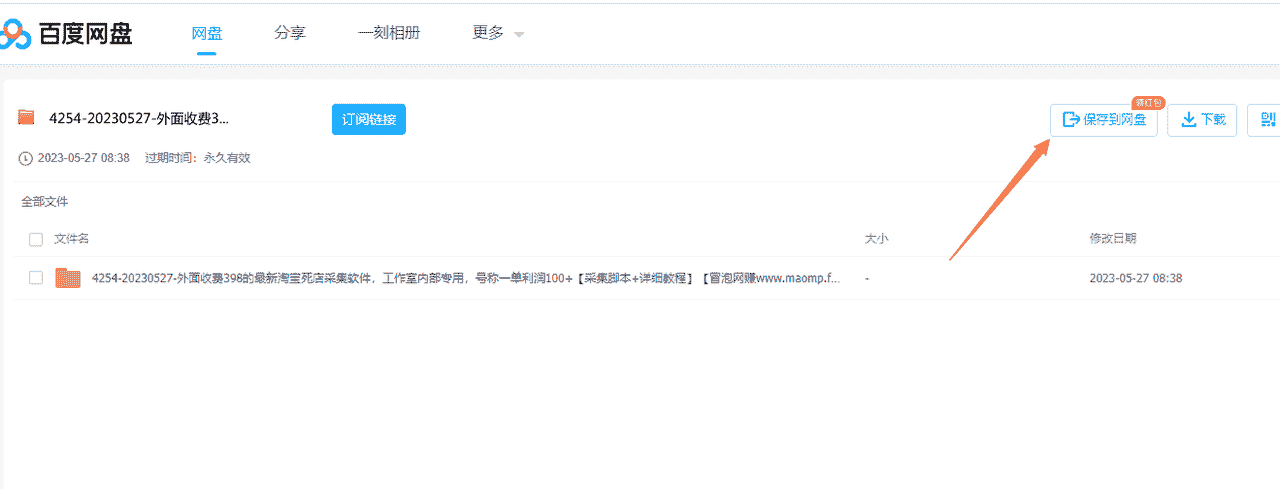 百度网盘 网盘 分享 一刻相册 更多
4254-20230527-外面收费3... 订阅链接 领红包 保存到网盘 下载
2023-05-27 08:38 过期时间：永久有效
全部文件
文件名 大小 修改日期
4254-20230527-外面收费398的最新淘宝死店采集软件，工作室内部专用，号称一单利润100+【采集脚本+详细教程】【冒泡网赚www.maomp.f... - 2023-05-27 08:38